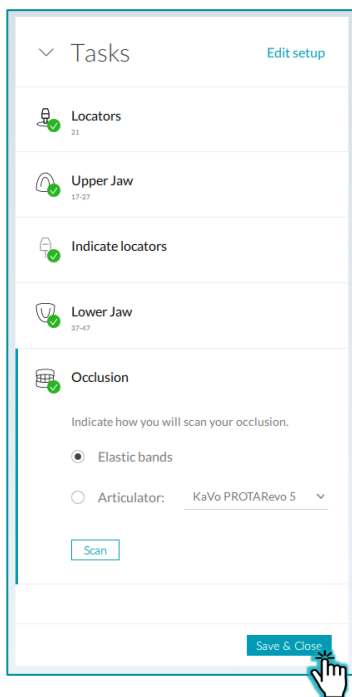 Tasks
Edit setup
Locators
21
Upper Jaw
17-27
Indicate locators
Lower Jaw
37-47
Occlusion
Indicate how you will scan your occlusion.
Elastic bands
Articulator: KaVo PROTARevo 5
Scan
Save & Close